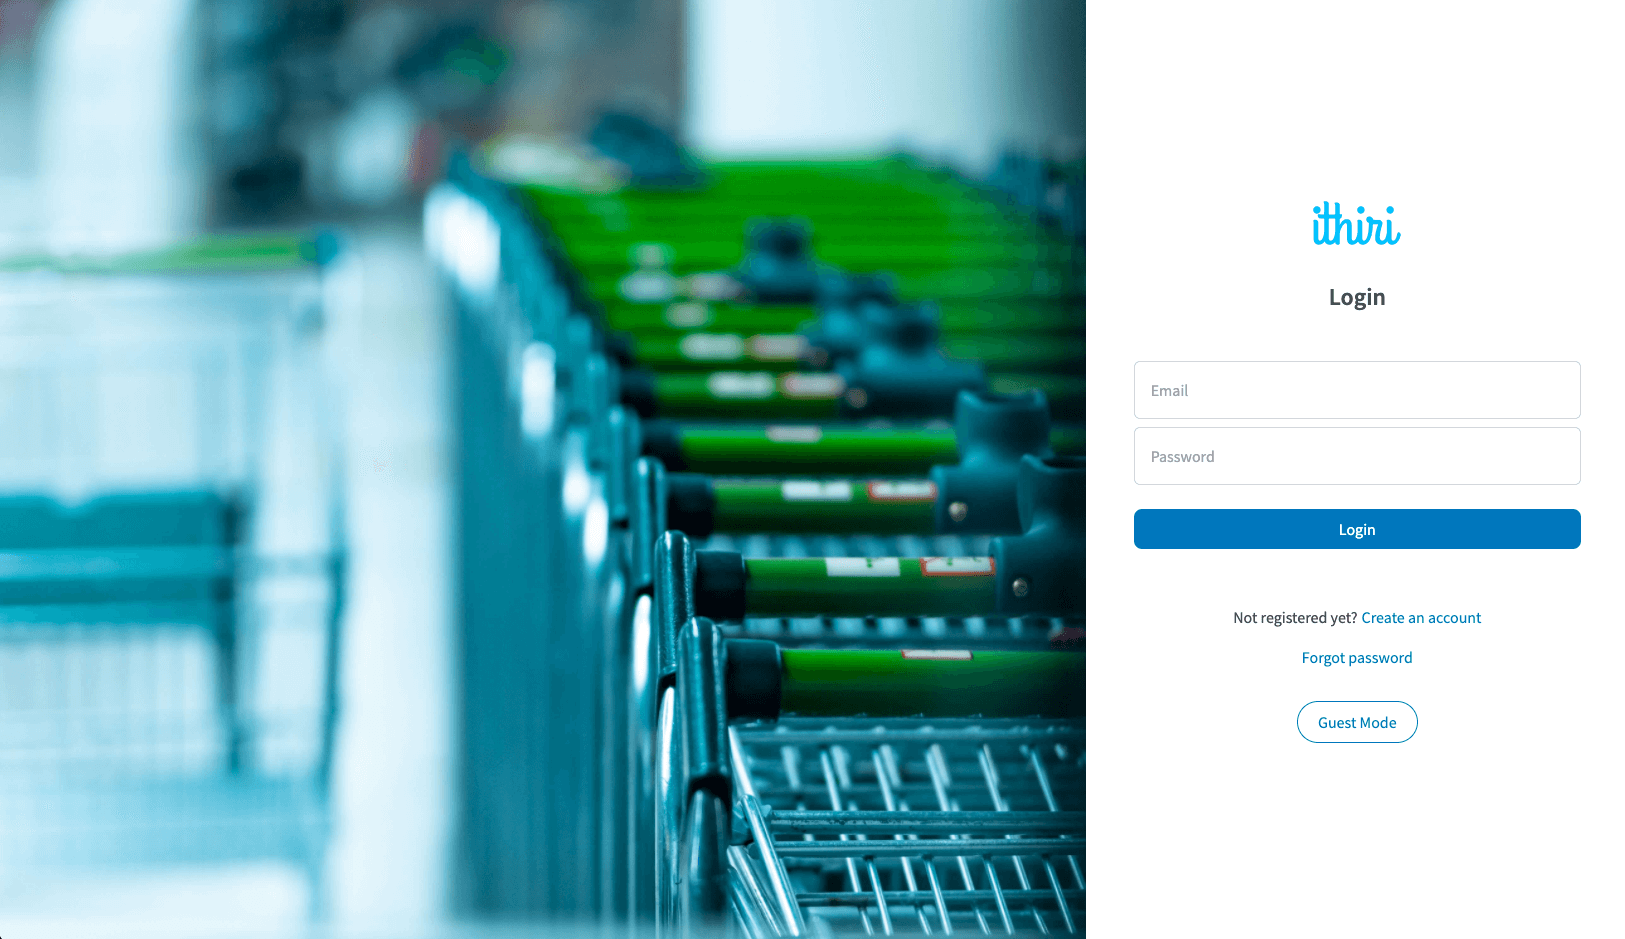 ithiri
Login
Email
Password
Login
Not registered yet? Create an account
Forgot password
Guest Mode